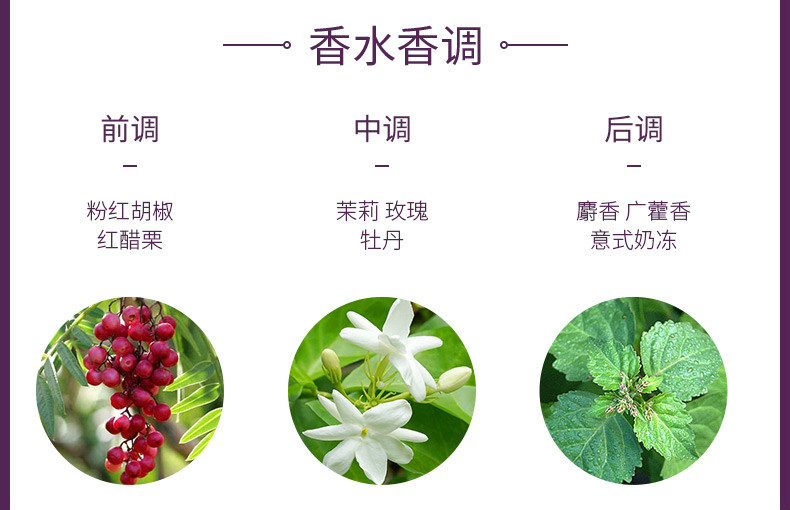 香水香调
前调
粉红胡椒
红醋栗
中调
茉莉 玫瑰
牡丹
后调
麝香 广藿香
意式奶冻